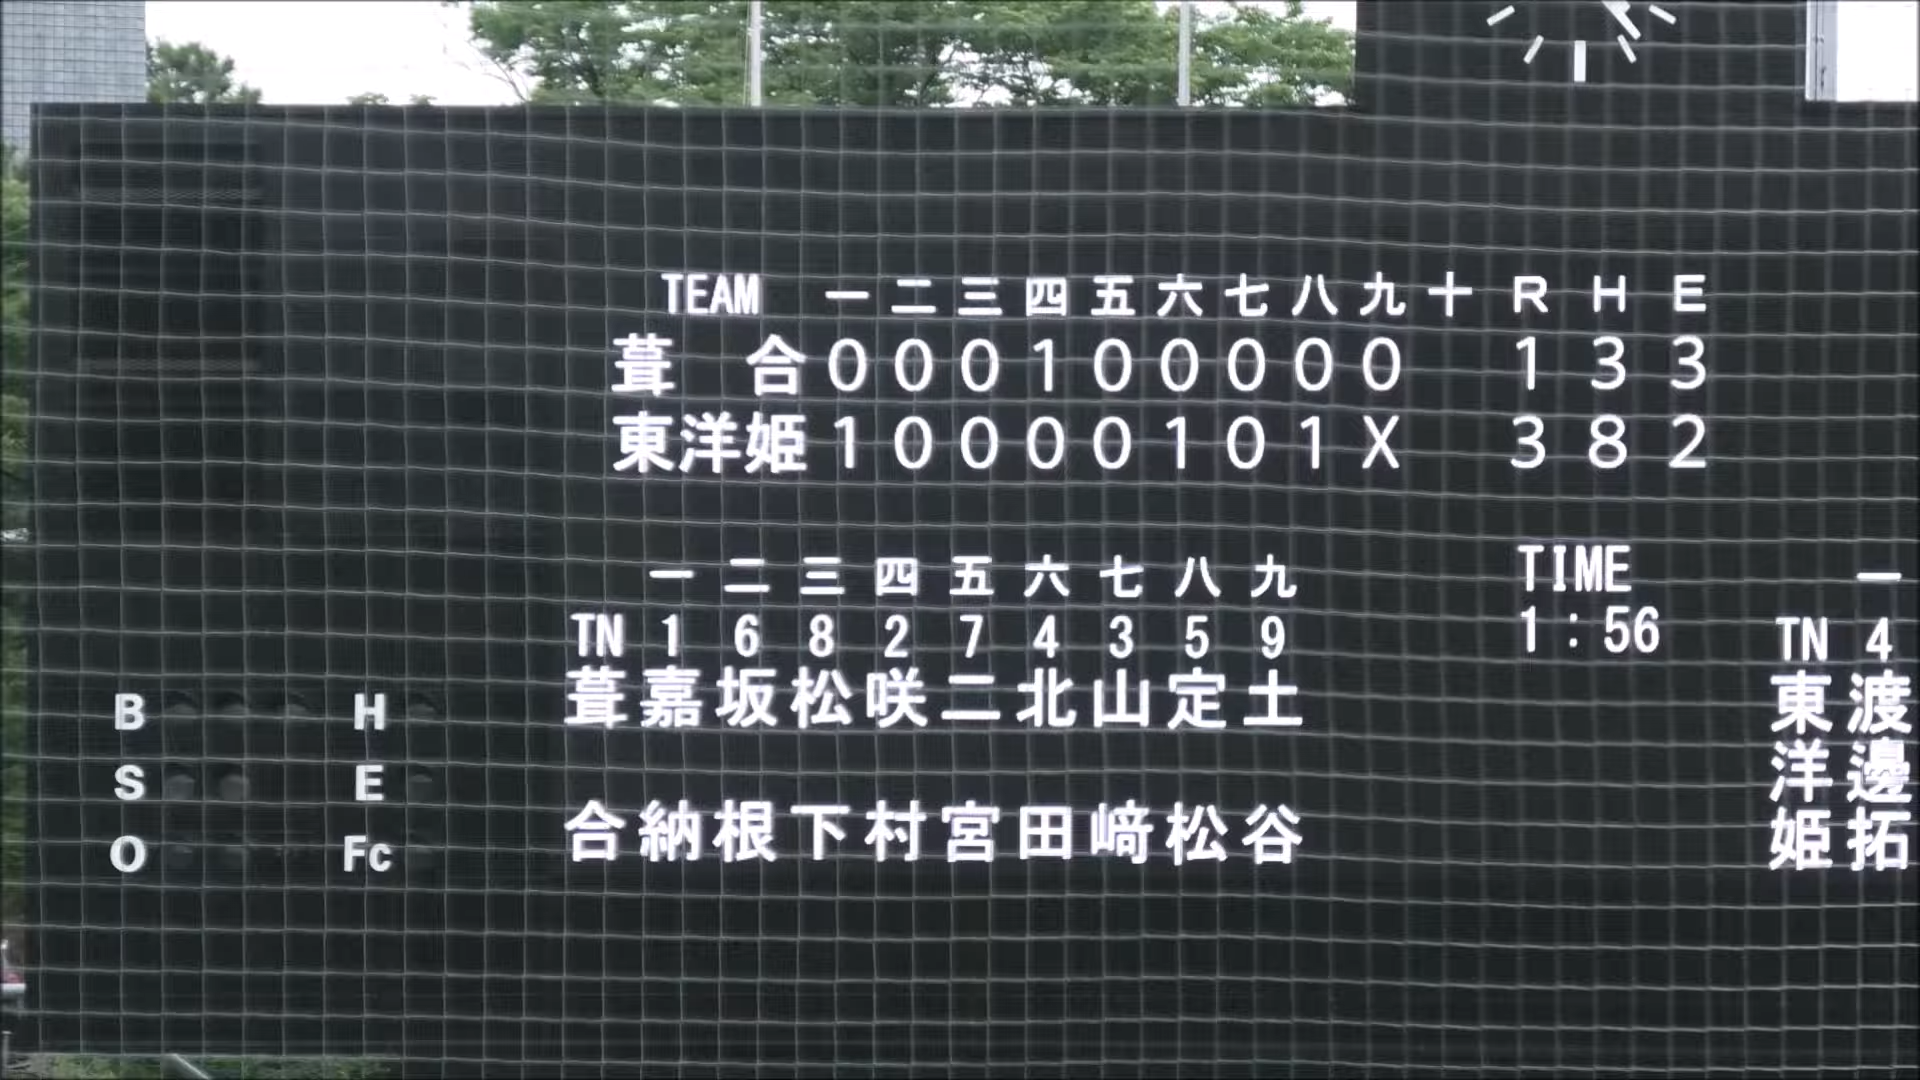 TEAM 一 二 三 四 五 六 七 八 九 十 R H E
葺 合 0 0 0 1 0 0 0 0 0 1 3 3
東洋姫 1 0 0 0 0 1 0 1 X 3 8 2
一 二 三 四 五 六 七 八 九
TN 1 6 8 2 7 4 3 5 9
葺 嘉 坂 松 咲 二 北 山 定 土
合 納 根 下 村 宮 田 﨑 松 谷
TIME
1:56
一
TN 4
東 渡
洋 邊
姫 拓
B H
S E
O Fc